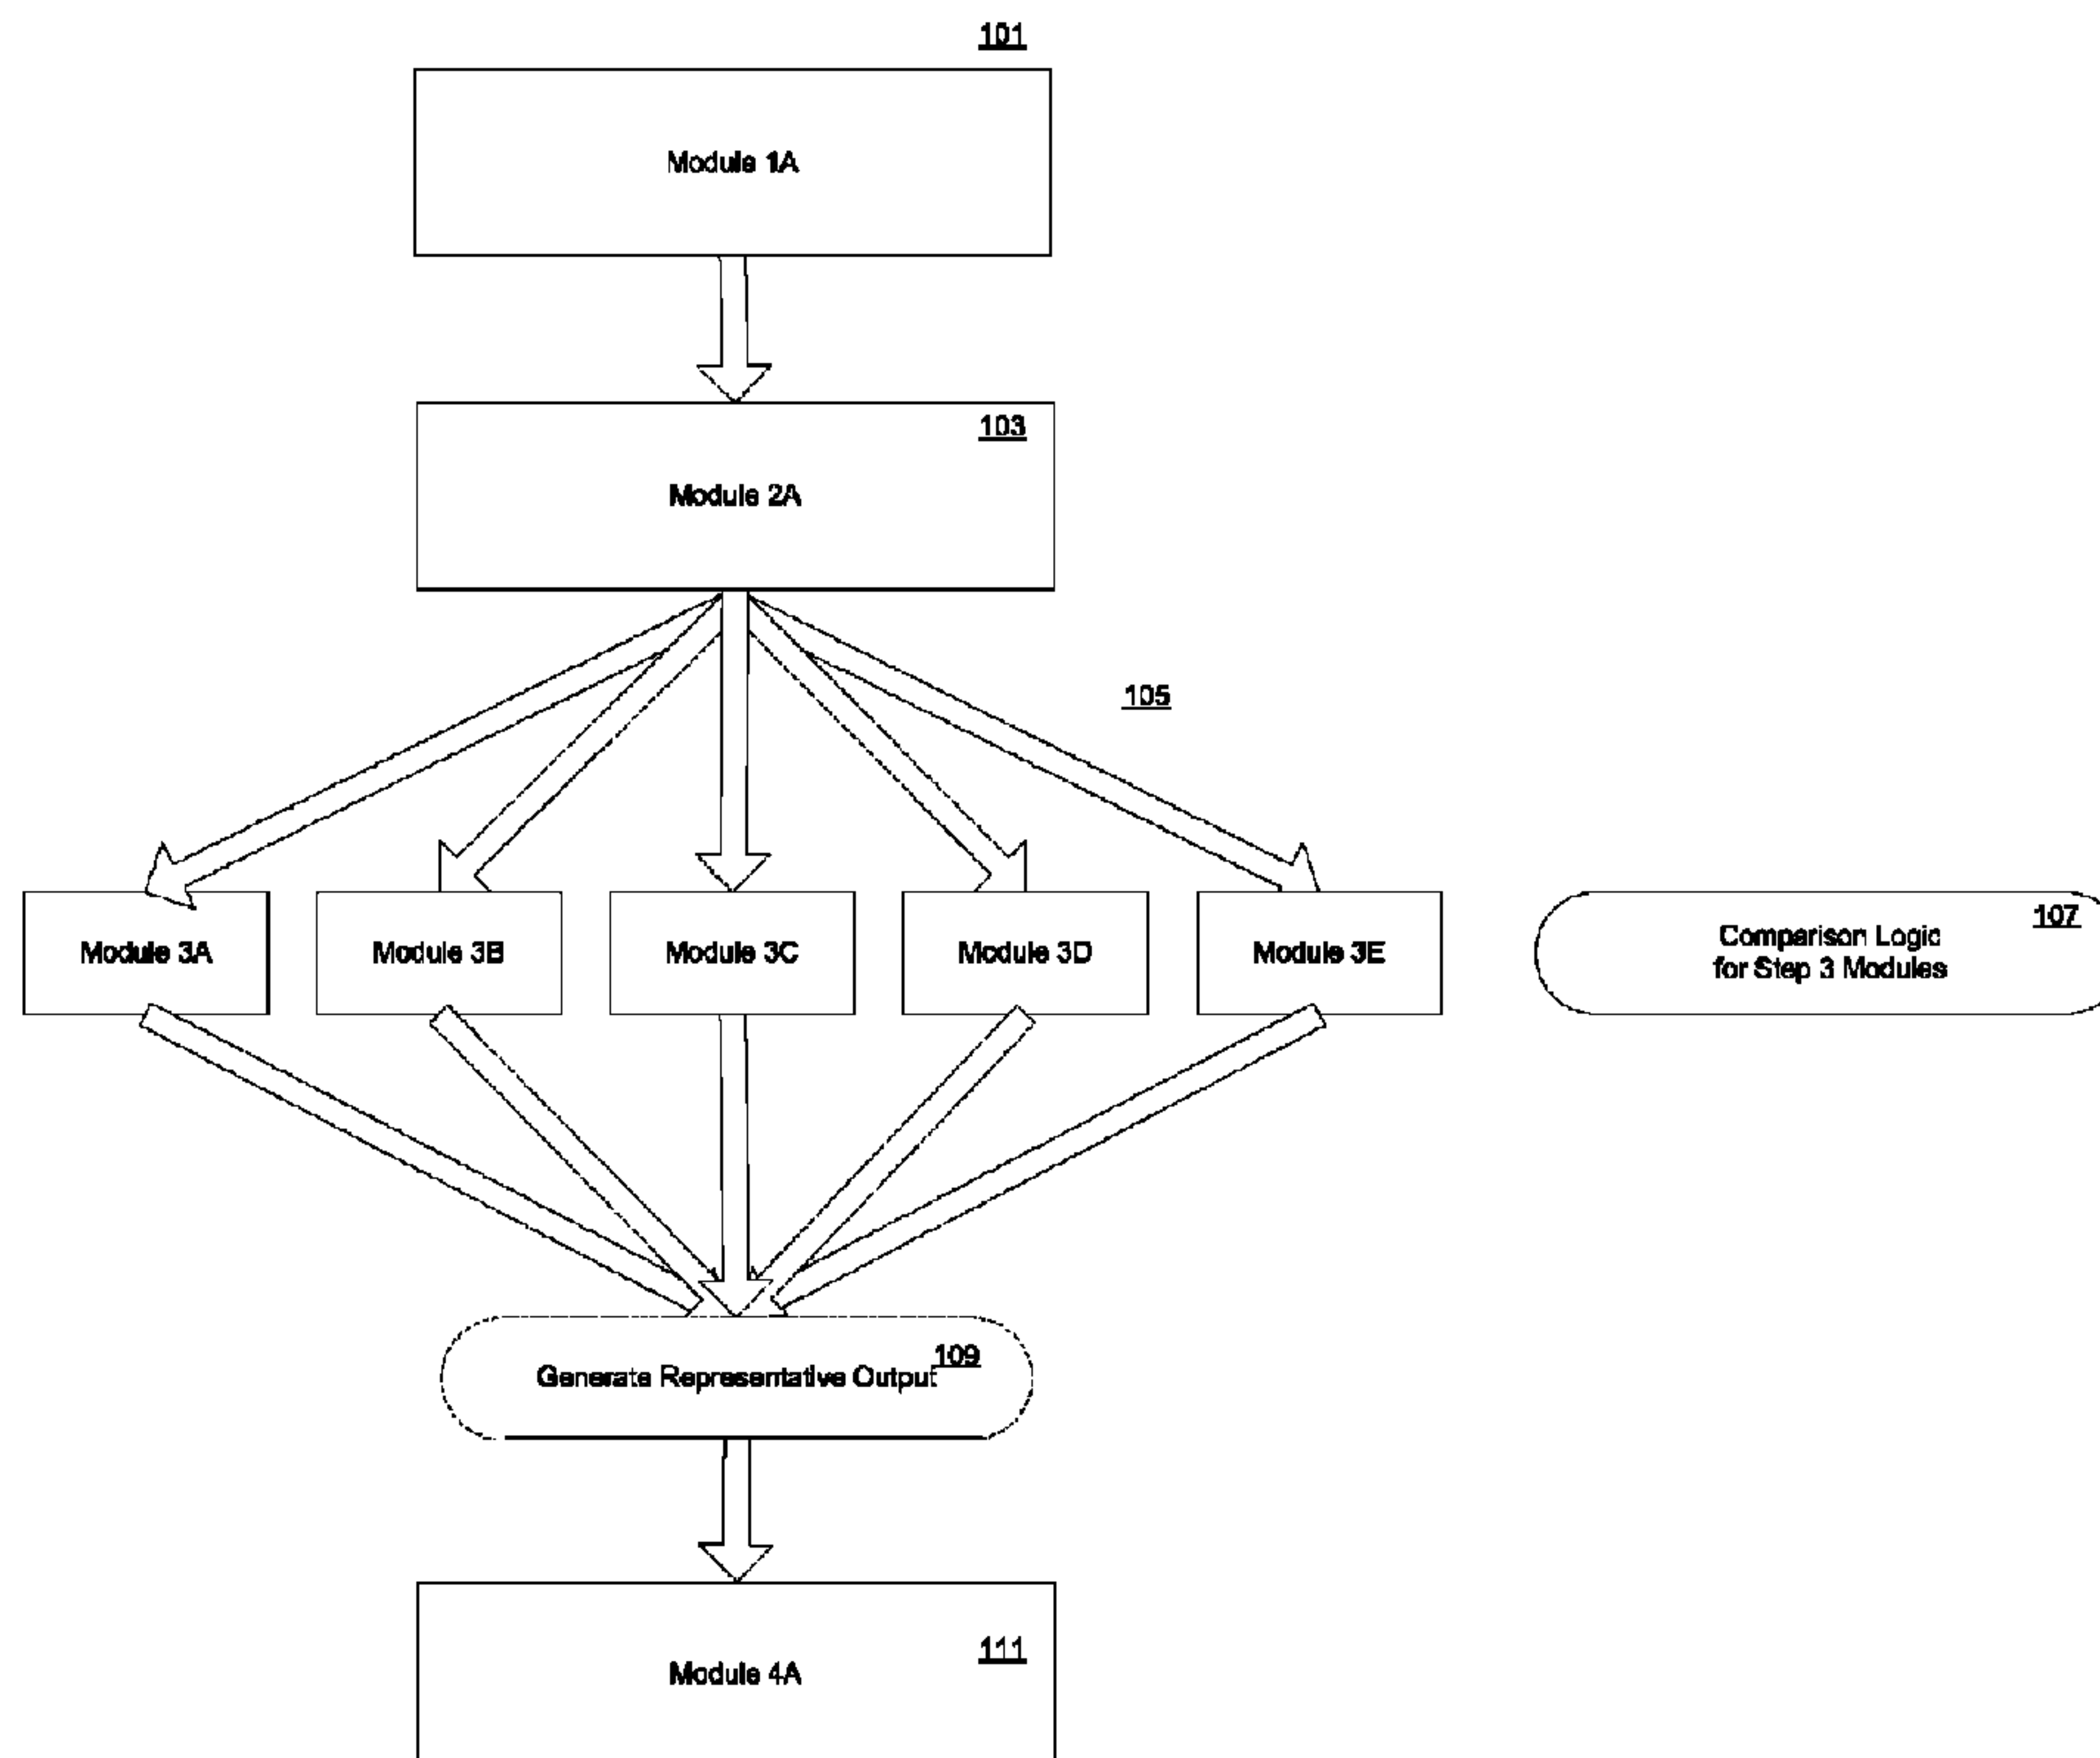 101
Module 1A
103
Module 2A
105
Module 3A
Module 3B
Module 3C
Module 3D
Module 3E
107
Comparison Logic
for Step 3 Modules
109
Generate Representative Output
111
Module 4A